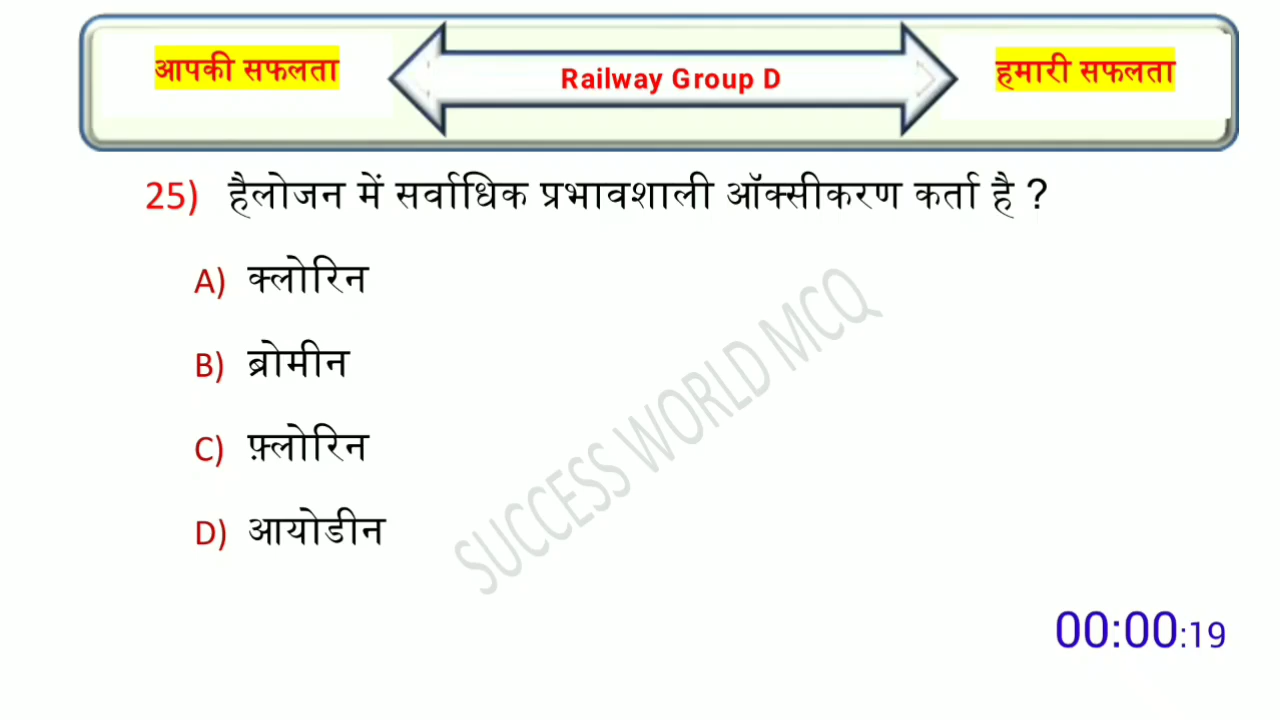 आपकी सफलता
Railway Group D
हमारी सफलता
25) हैलोजन में सर्वाधिक प्रभावशाली ऑक्सीकरण कर्ता है ?
A) क्लोरिन
B) ब्रोमीन
C) फ़्लोरिन
D) आयोडीन
SUCCESS WORLD MCQ
00:00:19